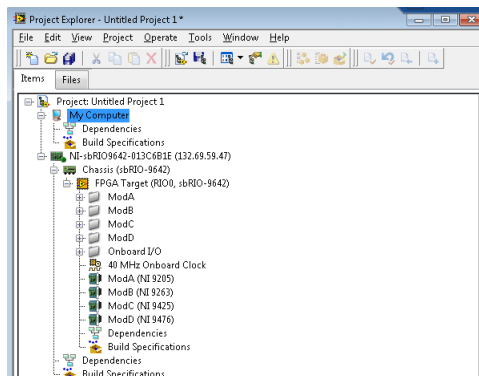 Project Explorer - Untitled Project 1 *
File Edit View Project Operate Tools Window Help
Items Files
Project: Untitled Project 1
My Computer
Dependencies
Build Specifications
NI-sbRIO9642-013C6B1E (132.69.59.47)
Chassis (sbRIO-9642)
FPGA Target (RIO0, sbRIO-9642)
ModA
ModB
ModC
ModD
Onboard I/O
40 MHz Onboard Clock
ModA (NI 9205)
ModB (NI 9263)
ModC (NI 9425)
ModD (NI 9476)
Dependencies
Build Specifications
Dependencies
Build Specifications